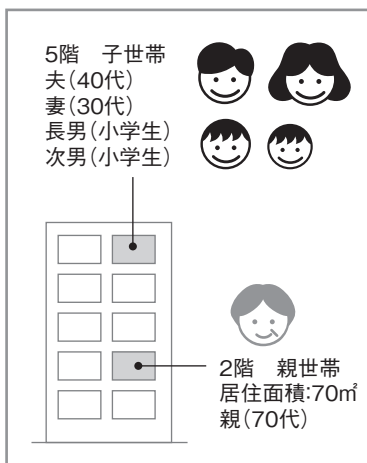 5階　子世帯
夫（40代）
妻（30代）
長男（小学生）
次男（小学生）
2階　親世帯
居住面積：70㎡
親（70代）